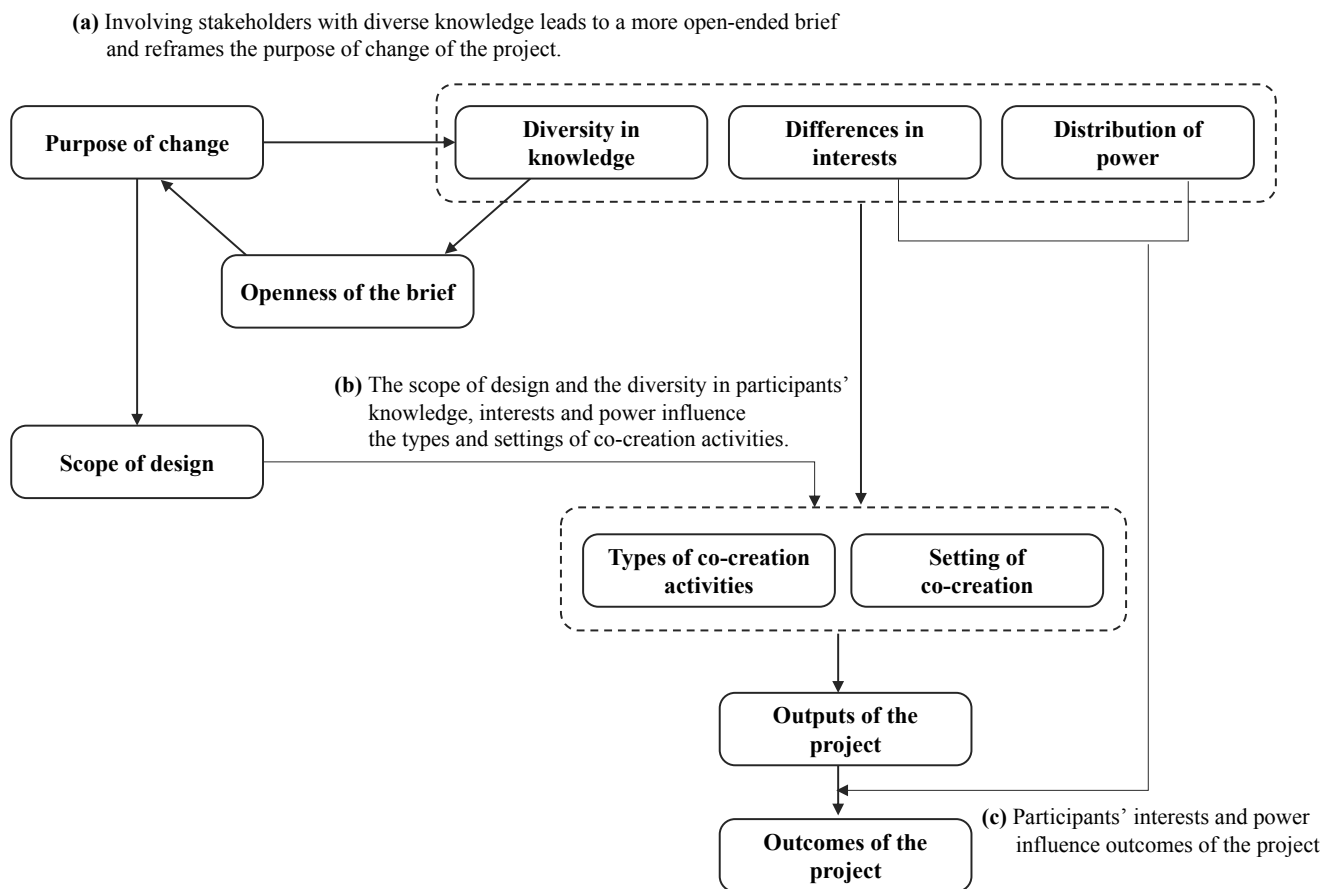 (a) Involving stakeholders with diverse knowledge leads to a more open-ended brief
and reframes the purpose of change of the project.
Purpose of change
Diversity in
knowledge
Differences in
interests
Distribution of
power
Openness of the brief
(b) The scope of design and the diversity in participants’
knowledge, interests and power influence
the types and settings of co-creation activities.
Scope of design
Types of co-creation
activities
Setting of
co-creation
Outputs of the
project
(c) Participants’ interests and power
influence outcomes of the project
Outcomes of the
project